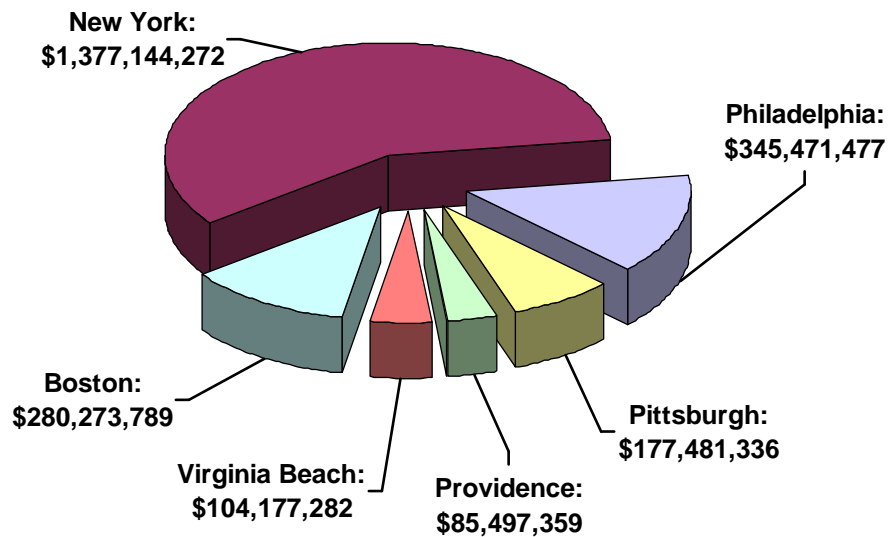 New York:
$1,377,144,272
Philadelphia:
$345,471,477
Boston:
$280,273,789
Pittsburgh:
$177,481,336
Virginia Beach:
$104,177,282
Providence:
$85,497,359